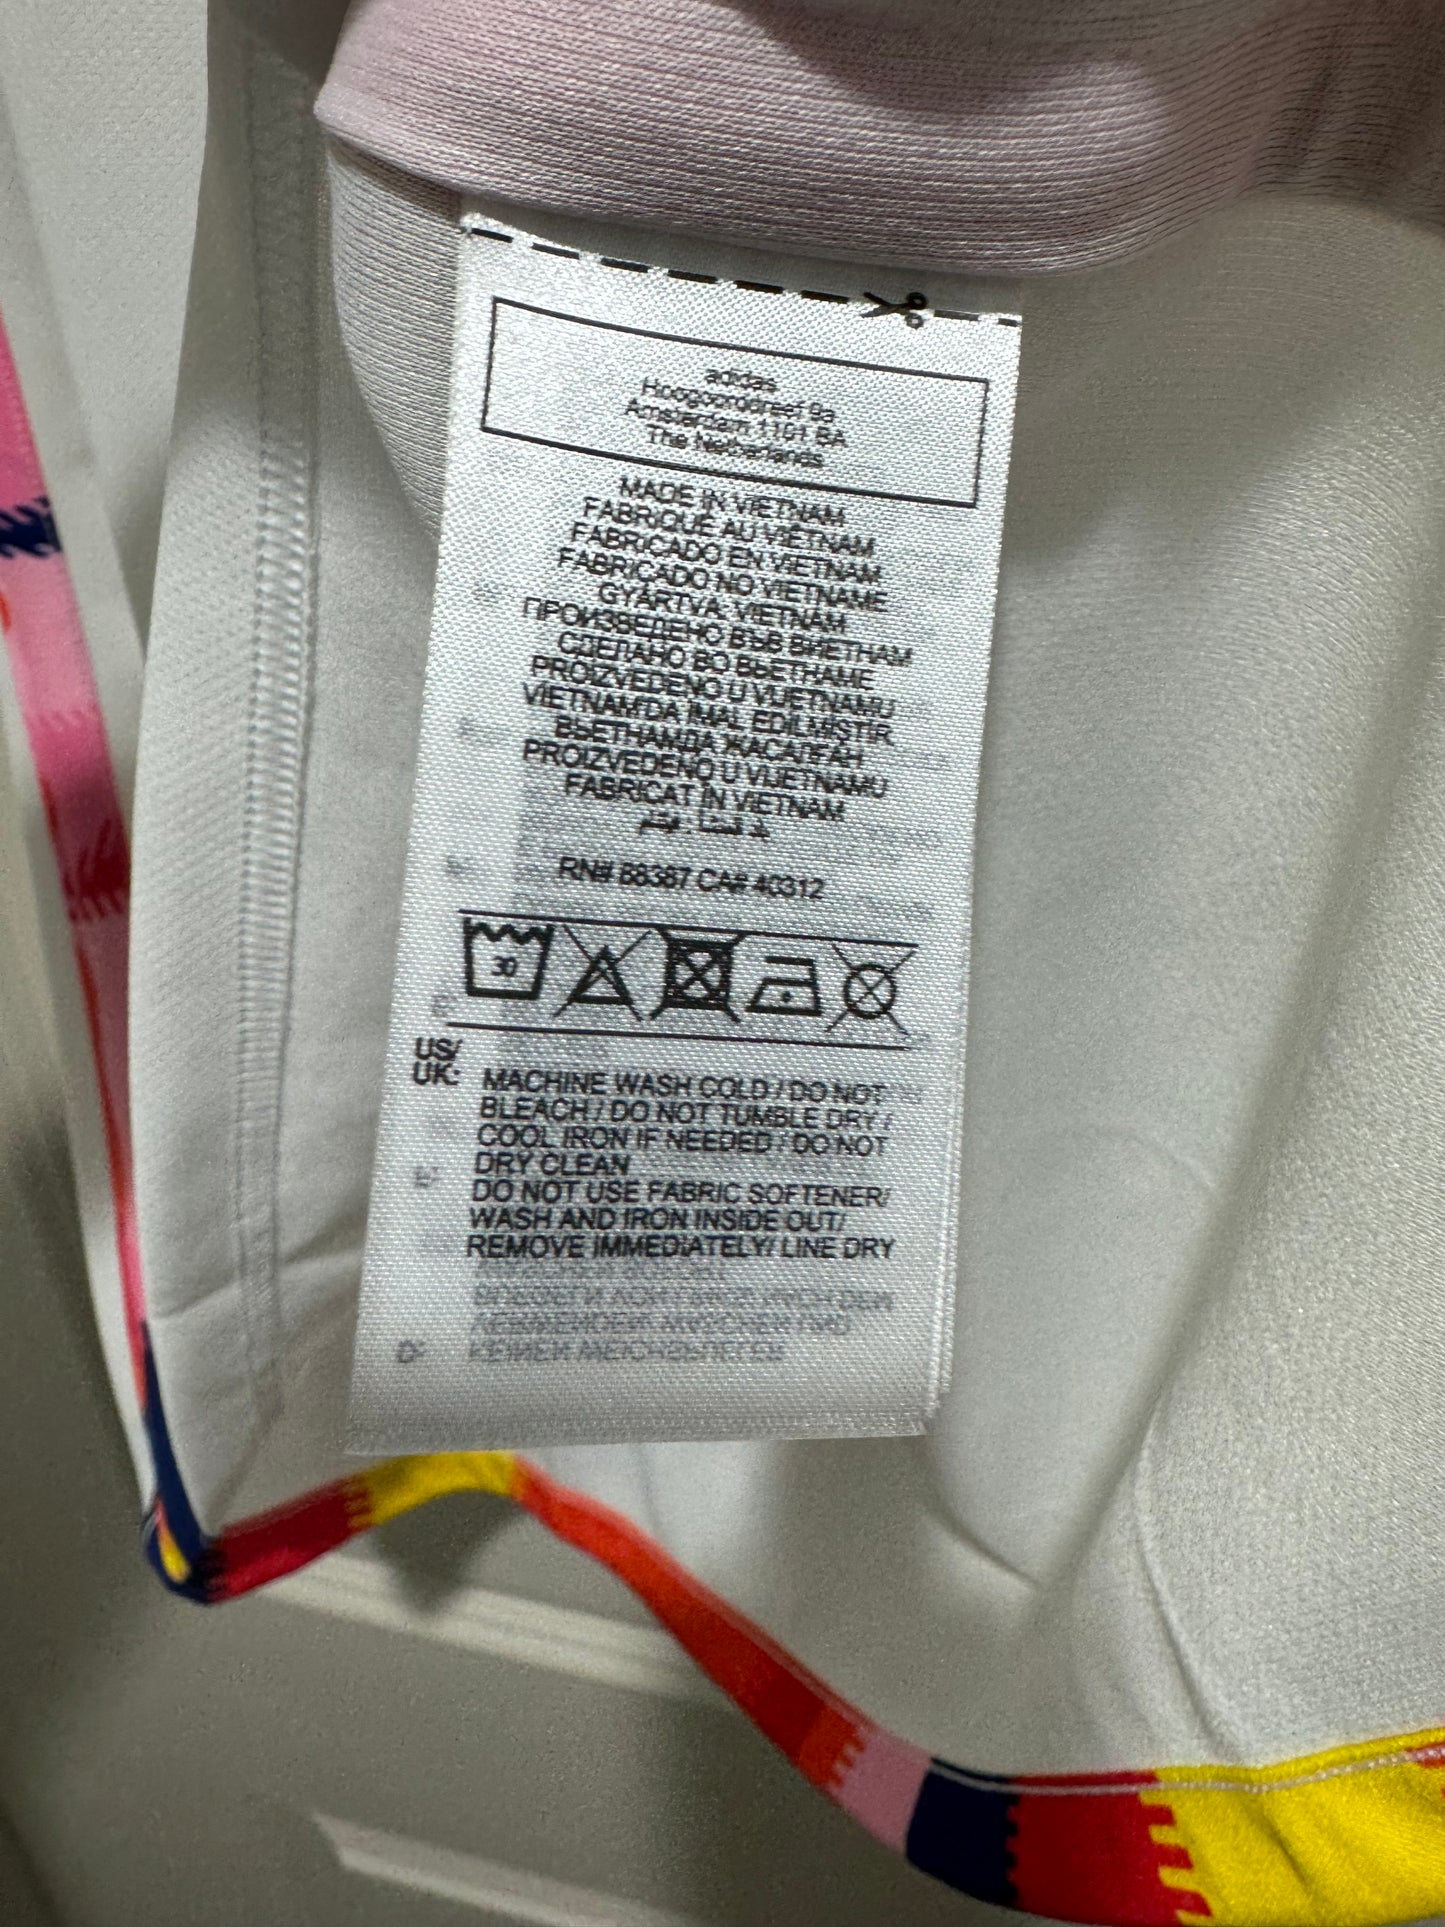 adidas
Hoogoorddreef 9a
Amsterdam 1101 BA
The Netherlands
MADE IN VIETNAM
FABRIQUÉ AU VIÊTNAM
FABRICADO EN VIETNAM
FABRICADO NO VIETNAME
GYÁRTVA: VIETNAM
ПРОИЗВЕДЕНО ВЪВ ВИЕТНАМ
СДЕЛАНО ВО ВЬЕТНАМЕ
PROIZVEDENO U VIJETNAMU
VIETNAM'DA İMAL EDİLMİŞTİR
ВЬЕТНАМДА ЖАСАЛҒАН
PROIZVEDENO U VIJETNAMU
FABRICAT ÎN VIETNAM
RN# 88387 CA# 40312
30
US/
UK:
MACHINE WASH COLD / DO NOT
BLEACH / DO NOT TUMBLE DRY /
COOL IRON IF NEEDED / DO NOT
DRY CLEAN
DO NOT USE FABRIC SOFTENER/
WASH AND IRON INSIDE OUT/
REMOVE IMMEDIATELY/ LINE DRY